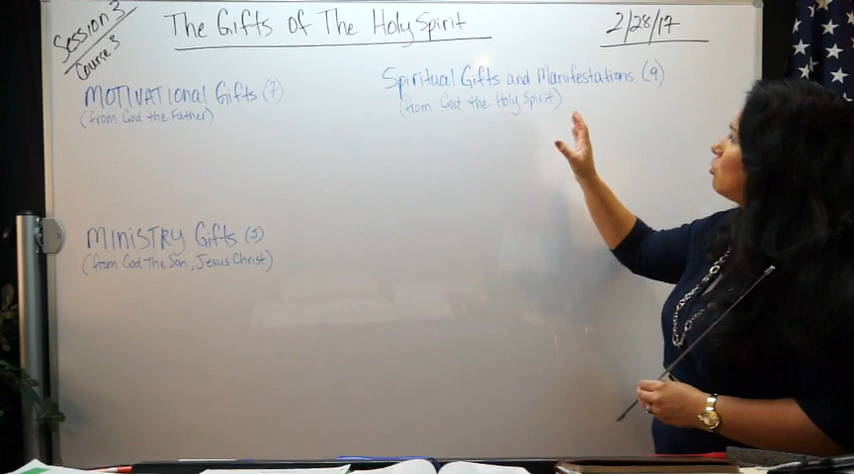 Session 3
Course 3
The Gifts of The Holy Spirit
2/28/17
MOTIVATIONAL Gifts (7)
(from God the Father)
Spiritual Gifts and Manifestations (9)
(from God the Holy Spirit)
MINISTRY Gifts (5)
(from God the Son, Jesus Christ)